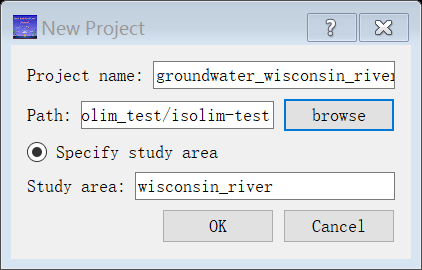 New Project
Project name: groundwater_wisconsin_river
Path: olim_test/isolim-test browse
Specify study area
Study area: wisconsin_river
OK Cancel